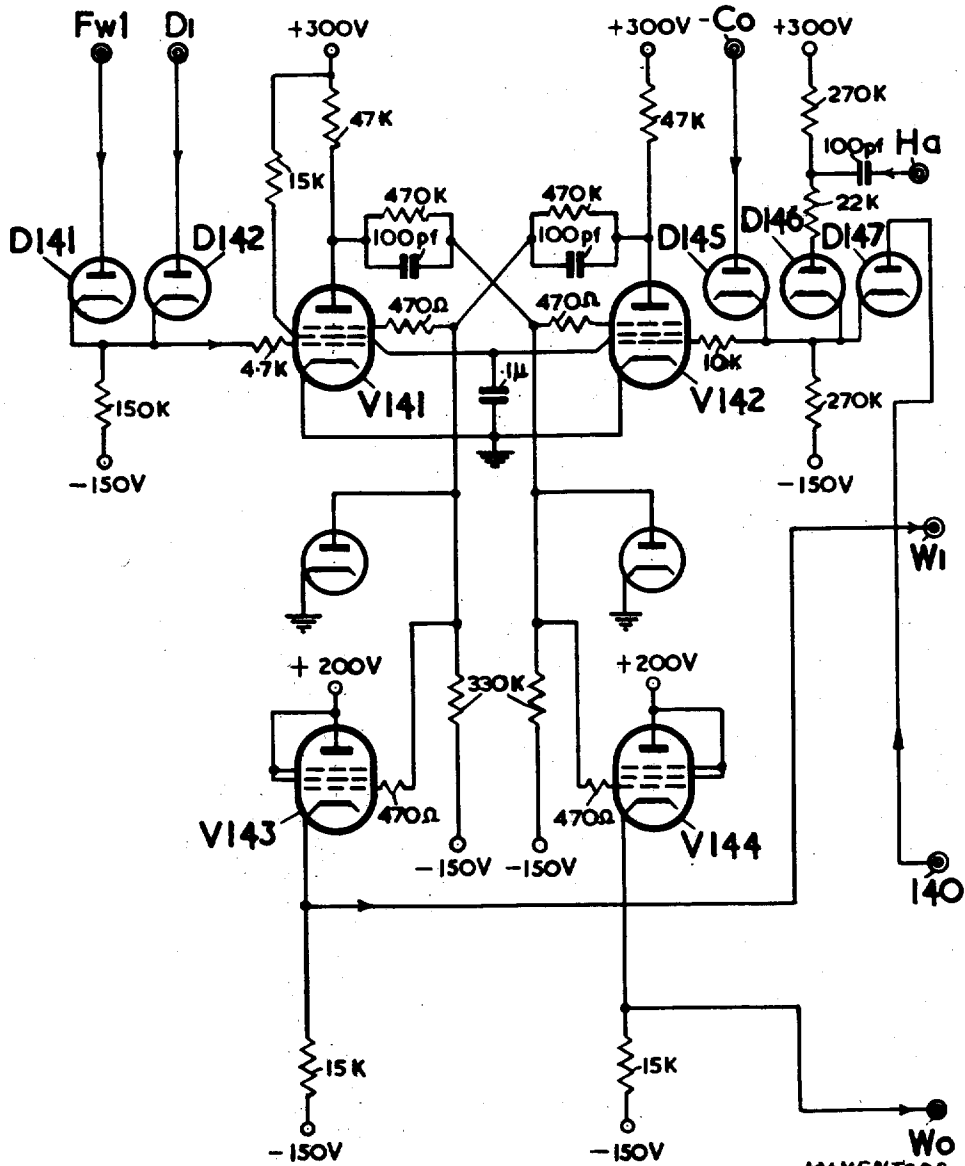 Fw1 D1 +300V +300V -Co +300V
47K 47K 270K
100pf Ha
15K 470K 470K 22K
D141 D142 100pf 100pf D145 D146 D147
470Ω 470Ω
4.7K .1μ 10K
V141 V142
150K 270K
-150V -150V
W1
+200V +200V
330K
470Ω 470Ω
V143 V144
-150V -150V
140
15K 15K
-150V -150V
Wo